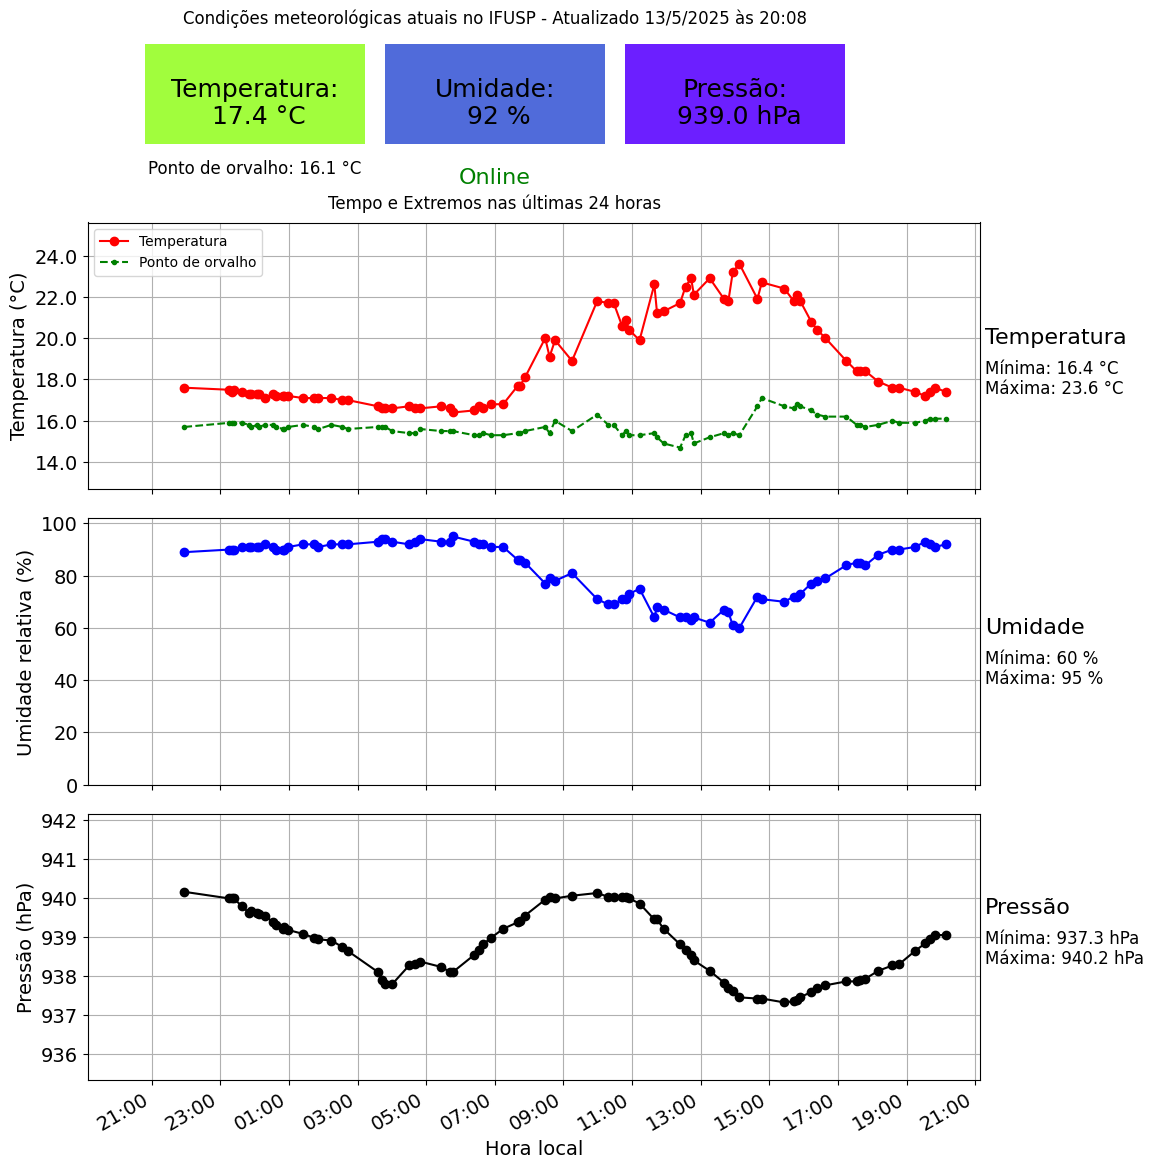 Condições meteorológicas atuais no IFUSP - Atualizado 13/5/2025 às 20:08
Temperatura:
17.4 °C
Umidade:
92 %
Pressão:
939.0 hPa
Ponto de orvalho: 16.1 °C
Online
Tempo e Extremos nas últimas 24 horas
Temperatura
Ponto de orvalho
Temperatura (°C)
24.0
22.0
20.0
18.0
16.0
14.0
Temperatura
Mínima: 16.4 °C
Máxima: 23.6 °C
Umidade relativa (%)
100
80
60
40
20
0
Umidade
Mínima: 60 %
Máxima: 95 %
Pressão (hPa)
942
941
940
939
938
937
936
Pressão
Mínima: 937.3 hPa
Máxima: 940.2 hPa
21:00
23:00
01:00
03:00
05:00
07:00
09:00
11:00
13:00
15:00
17:00
19:00
21:00
Hora local